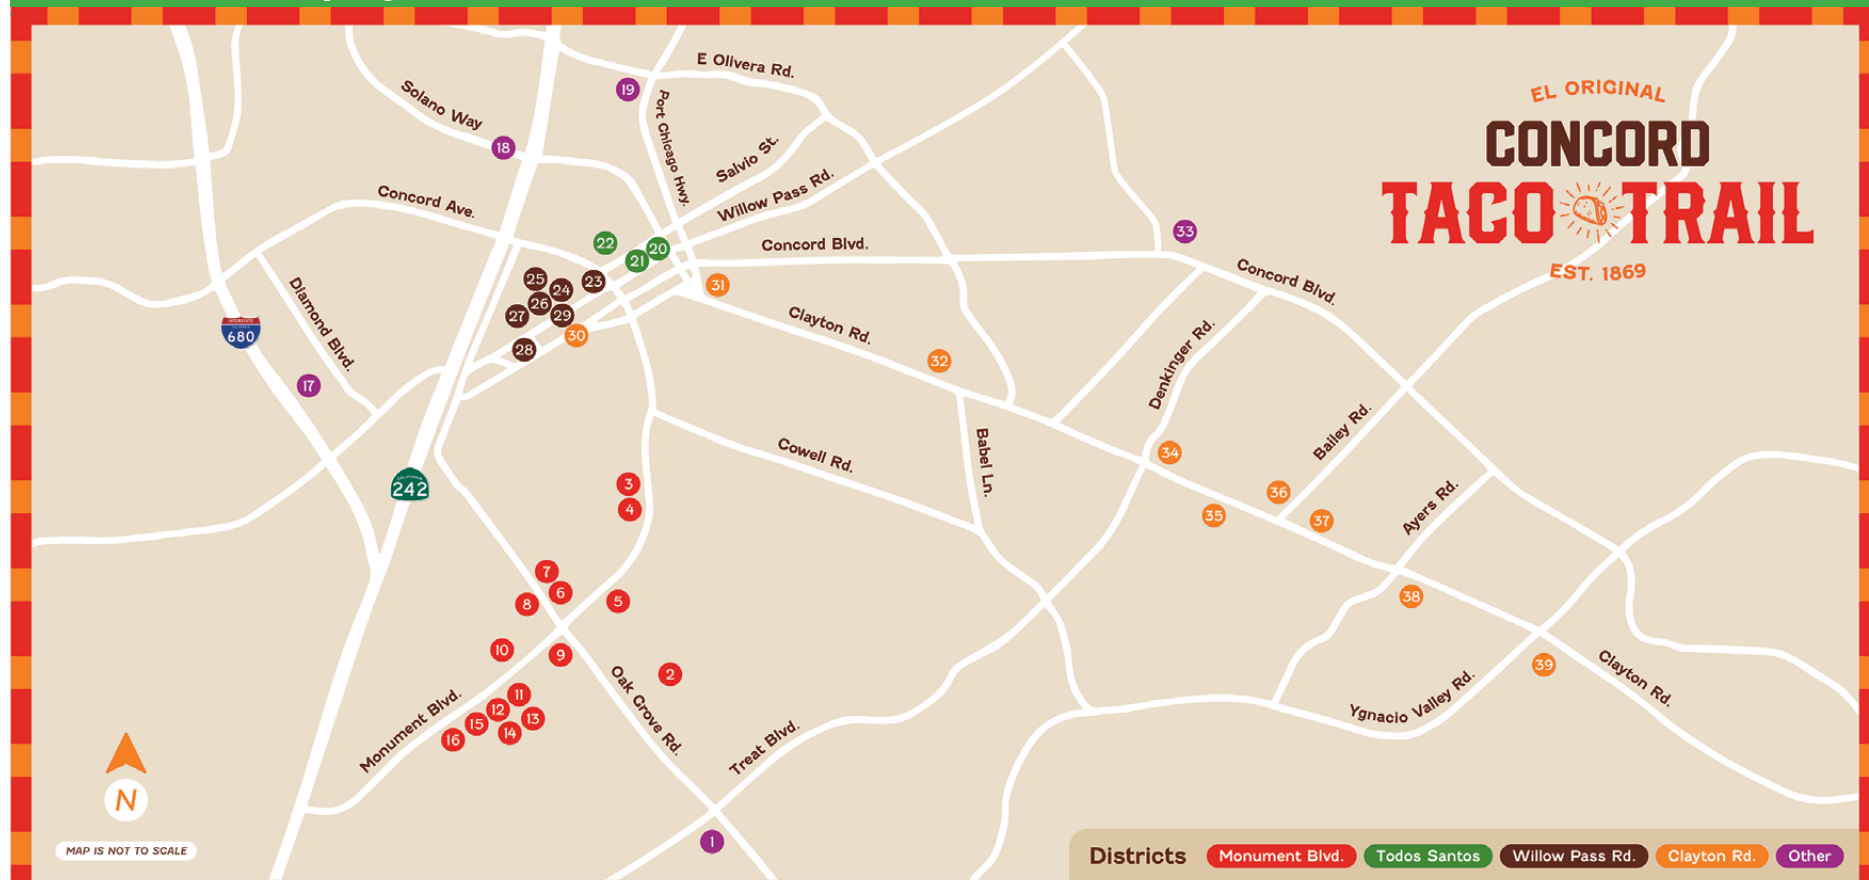 E Olivera Rd.
Solano Way
19
Port Chicago Hwy.
EL ORIGINAL
CONCORD
TACO TRAIL
EST. 1869
18
Salvio St.
Willow Pass Rd.
Concord Ave.
22
20
21
Concord Blvd.
33
Concord Blvd.
25
24
23
26
27
29
30
28
31
Diamond Blvd.
680
17
Clayton Rd.
32
Denkinger Rd.
Bailey Rd.
Cowell Rd.
Babel Ln.
242
3
4
34
35
36
37
Ayers Rd.
38
7
6
8
5
10
9
2
Oak Grove Rd.
39
Clayton Rd.
Ygnacio Valley Rd.
Monument Blvd.
11
12
13
15
14
16
Treat Blvd.
1
N
MAP IS NOT TO SCALE
Districts Monument Blvd. Todos Santos Willow Pass Rd. Clayton Rd. Other